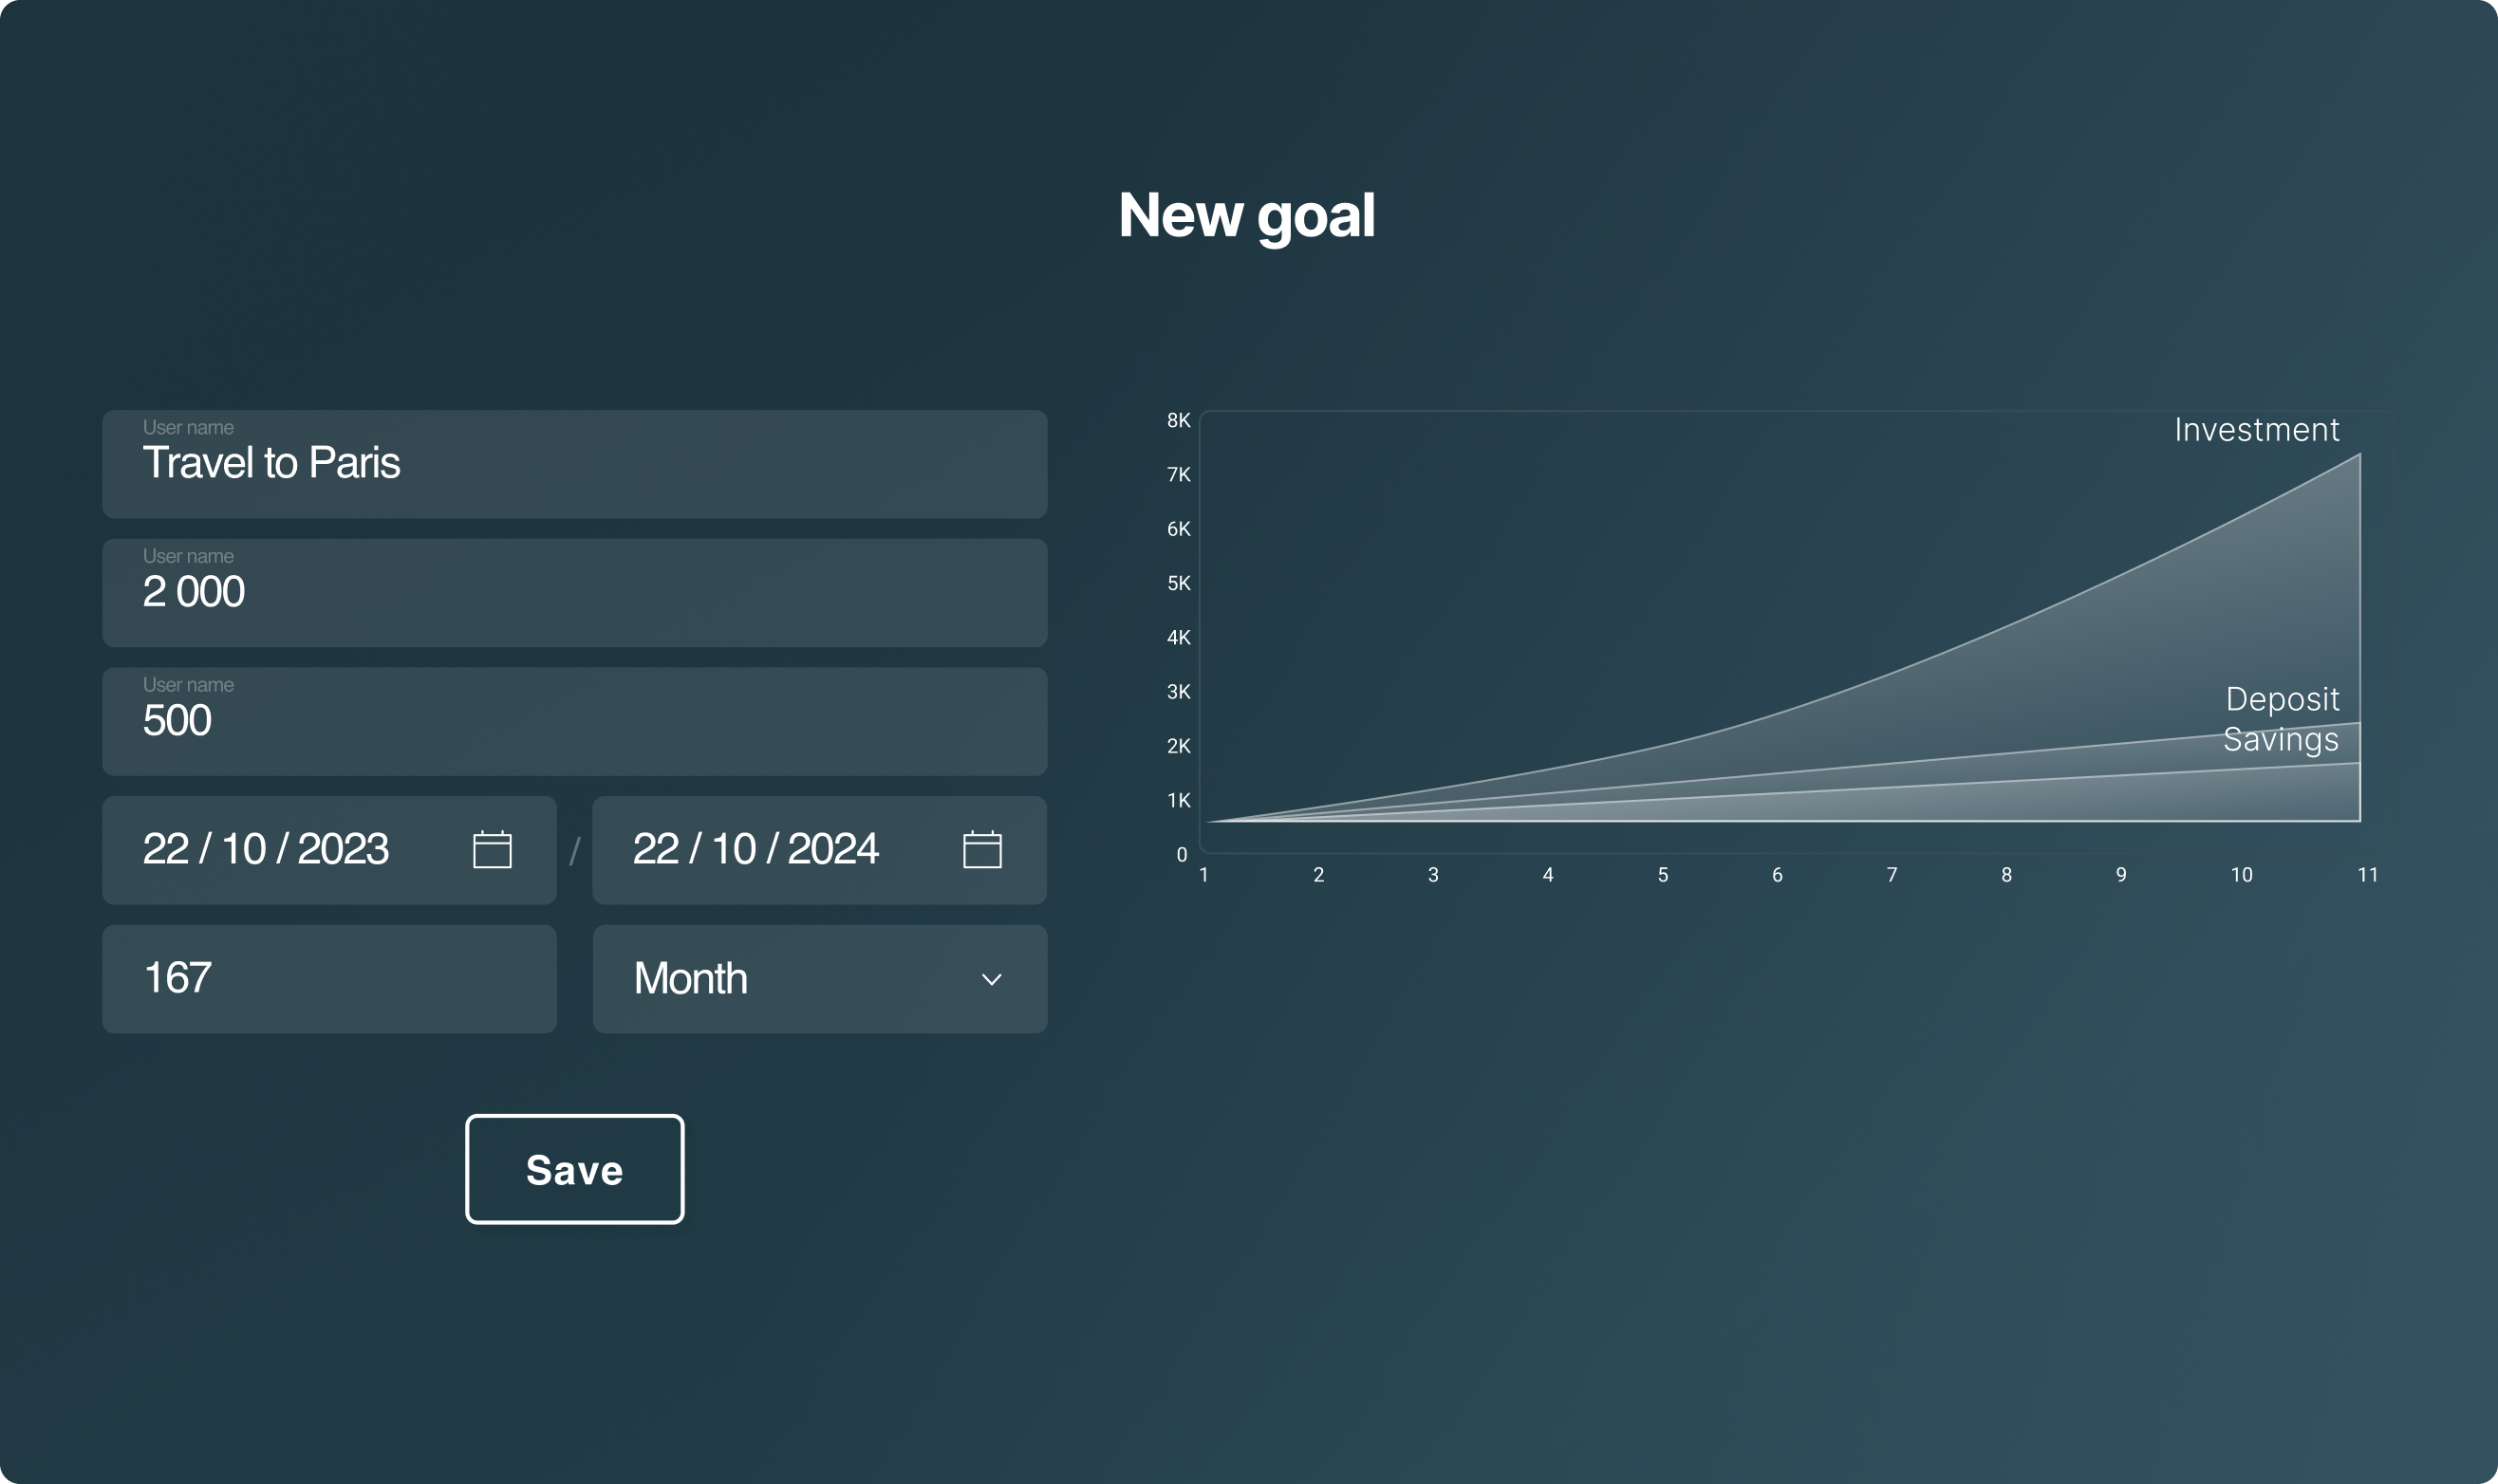 New goal
User name
Travel to Paris
User name
2 000
User name
500
22 / 10 / 2023
/
22 / 10 / 2024
167
Month
Save
8K
7K
6K
5K
4K
3K
2K
1K
0
Investment
Deposit
Savings
1 2 3 4 5 6 7 8 9 10 11